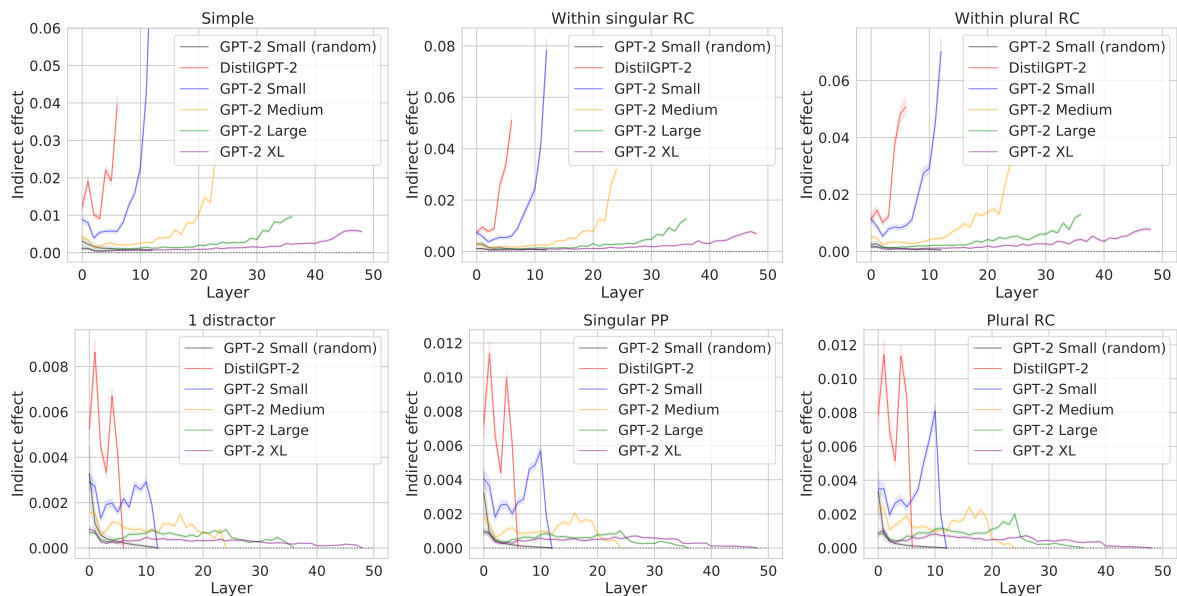 Simple
Within singular RC
Within plural RC
Indirect effect
0.06
0.05
0.04
0.03
0.02
0.01
0.00
GPT-2 Small (random)
DistilGPT-2
GPT-2 Small
GPT-2 Medium
GPT-2 Large
GPT-2 XL
0 10 20 30 40 50
Layer
Indirect effect
0.08
0.06
0.04
0.02
0.00
GPT-2 Small (random)
DistilGPT-2
GPT-2 Small
GPT-2 Medium
GPT-2 Large
GPT-2 XL
0 10 20 30 40 50
Layer
Indirect effect
0.06
0.04
0.02
0.00
GPT-2 Small (random)
DistilGPT-2
GPT-2 Small
GPT-2 Medium
GPT-2 Large
GPT-2 XL
0 10 20 30 40 50
Layer
1 distractor
Singular PP
Plural RC
Indirect effect
0.008
0.006
0.004
0.002
0.000
GPT-2 Small (random)
DistilGPT-2
GPT-2 Small
GPT-2 Medium
GPT-2 Large
GPT-2 XL
0 10 20 30 40 50
Layer
Indirect effect
0.012
0.010
0.008
0.006
0.004
0.002
0.000
GPT-2 Small (random)
DistilGPT-2
GPT-2 Small
GPT-2 Medium
GPT-2 Large
GPT-2 XL
0 10 20 30 40 50
Layer
Indirect effect
0.012
0.010
0.008
0.006
0.004
0.002
0.000
GPT-2 Small (random)
DistilGPT-2
GPT-2 Small
GPT-2 Medium
GPT-2 Large
GPT-2 XL
0 10 20 30 40 50
Layer